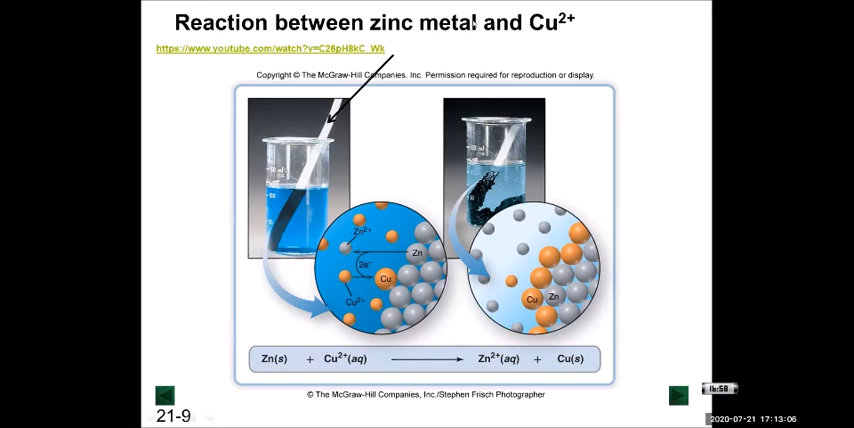 Reaction between zinc metal and Cu²⁺
https://www.youtube.com/watch?v=C26pH8kC_Wk
Copyright © The McGraw-Hill Companies, Inc. Permission required for reproduction or display.
Zn²⁺
Zn
2e⁻
Cu
Cu²⁺
Cu
Zn
Zn(s) + Cu²⁺(aq) → Zn²⁺(aq) + Cu(s)
© The McGraw-Hill Companies, Inc./Stephen Frisch Photographer
21-9
16:58
2020-07-21 17:13:06